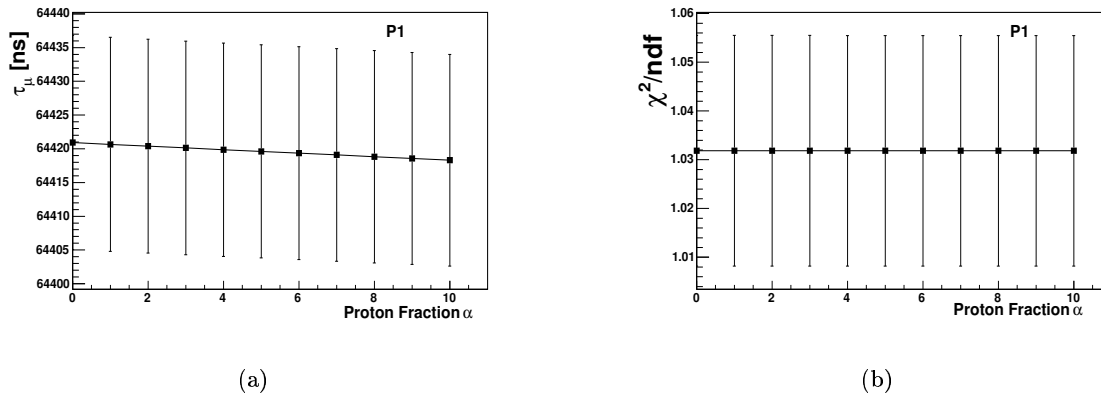 τμ [ns]
64440
64435
64430
64425
64420
64415
64410
64405
64400
P1
0 2 4 6 8 10
Proton Fraction α
(a)
χ²/ndf
1.06
1.05
1.04
1.03
1.02
1.01
P1
0 2 4 6 8 10
Proton Fraction α
(b)